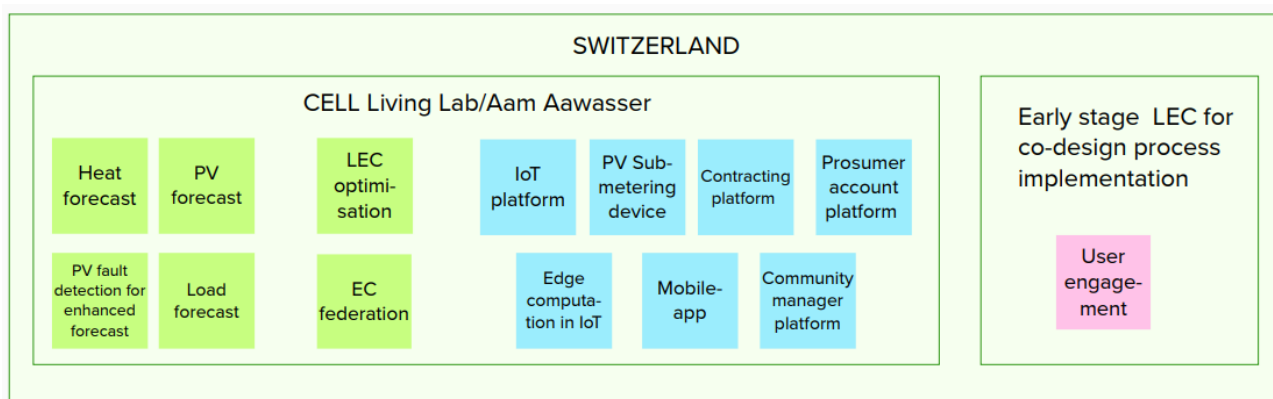 SWITZERLAND
CELL Living Lab/Aam Aawasser
Heat
forecast
PV
forecast
LEC
optimi-
sation
IoT
platform
PV Sub-
metering
device
Contracting
platform
Prosumer
account
platform
PV fault
detection for
enhanced
forecast
Load
forecast
EC
federation
Edge
computa-
tion in IoT
Mobile-
app
Community
manager
platform
Early stage LEC for
co-design process
implementation
User
engage-
ment